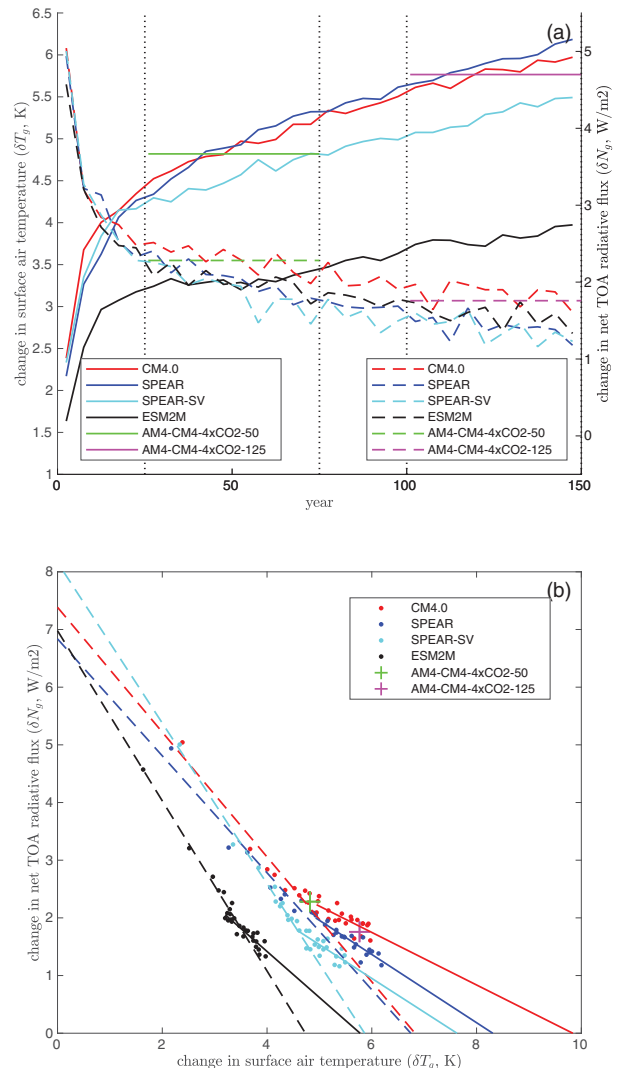 (a)
change in surface air temperature (δT_g, K)
6.5
6
5.5
5
4.5
4
3.5
3
2.5
2
1.5
1
CM4.0
SPEAR
SPEAR-SV
ESM2M
AM4-CM4-4xCO2-50
AM4-CM4-4xCO2-125
CM4.0
SPEAR
SPEAR-SV
ESM2M
AM4-CM4-4xCO2-50
AM4-CM4-4xCO2-125
5
4
3
2
1
0
change in net TOA radiative flux (δN_g, W/m2)
0 50 100 150
year
(b)
change in net TOA radiative flux (δN_g, W/m2)
8
7
6
5
4
3
2
1
0
CM4.0
SPEAR
SPEAR-SV
ESM2M
AM4-CM4-4xCO2-50
AM4-CM4-4xCO2-125
0 2 4 6 8 10
change in surface air temperature (δT_g, K)